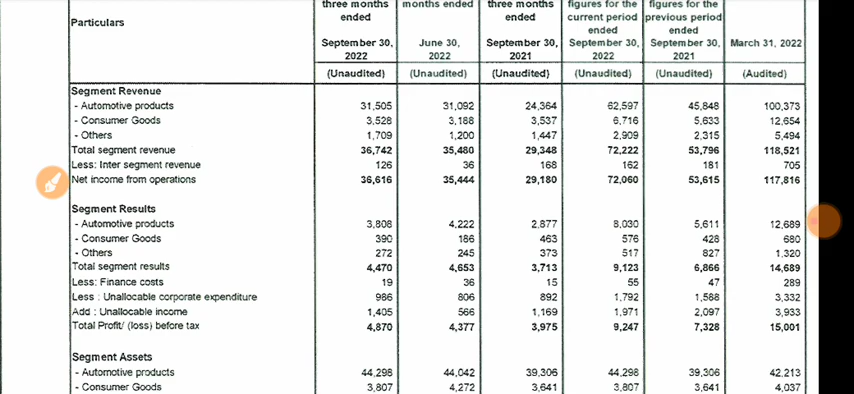 three months months ended three months figures for the figures for the
ended ended current period previous period
ended ended
Particulars
September 30, June 30, September 30, September 30, September 30, March 31, 2022
2022 2022 2021 2022 2021
(Unaudited) (Unaudited) (Unaudited) (Unaudited) (Unaudited) (Audited)
Segment Revenue
- Automotive products 31,505 31,092 24,364 62,597 45,848 100,373
- Consumer Goods 3,528 3,188 3,537 6,716 5,633 12,654
- Others 1,709 1,200 1,447 2,909 2,315 5,494
Total segment revenue 36,742 35,480 29,348 72,222 53,796 118,521
Less: Inter segment revenue 126 36 168 162 181 705
Net income from operations 36,616 35,444 29,180 72,060 53,615 117,816
Segment Results
- Automotive products 3,808 4,222 2,877 8,030 5,611 12,689
- Consumer Goods 390 186 463 576 428 680
- Others 272 245 373 517 827 1,320
Total segment results 4,470 4,653 3,713 9,123 6,866 14,689
Less: Finance costs 19 36 15 55 47 289
Less : Unallocable corporate expenditure 986 806 892 1,792 1,588 3,332
Add : Unallocable income 1,405 566 1,169 1,971 2,097 3,933
Total Profit/ (loss) before tax 4,870 4,377 3,975 9,247 7,328 15,001
Segment Assets
- Automotive products 44,298 44,042 39,306 44,298 39,306 42,213
- Consumer Goods 3,807 4,272 3,641 3,807 3,641 4,037